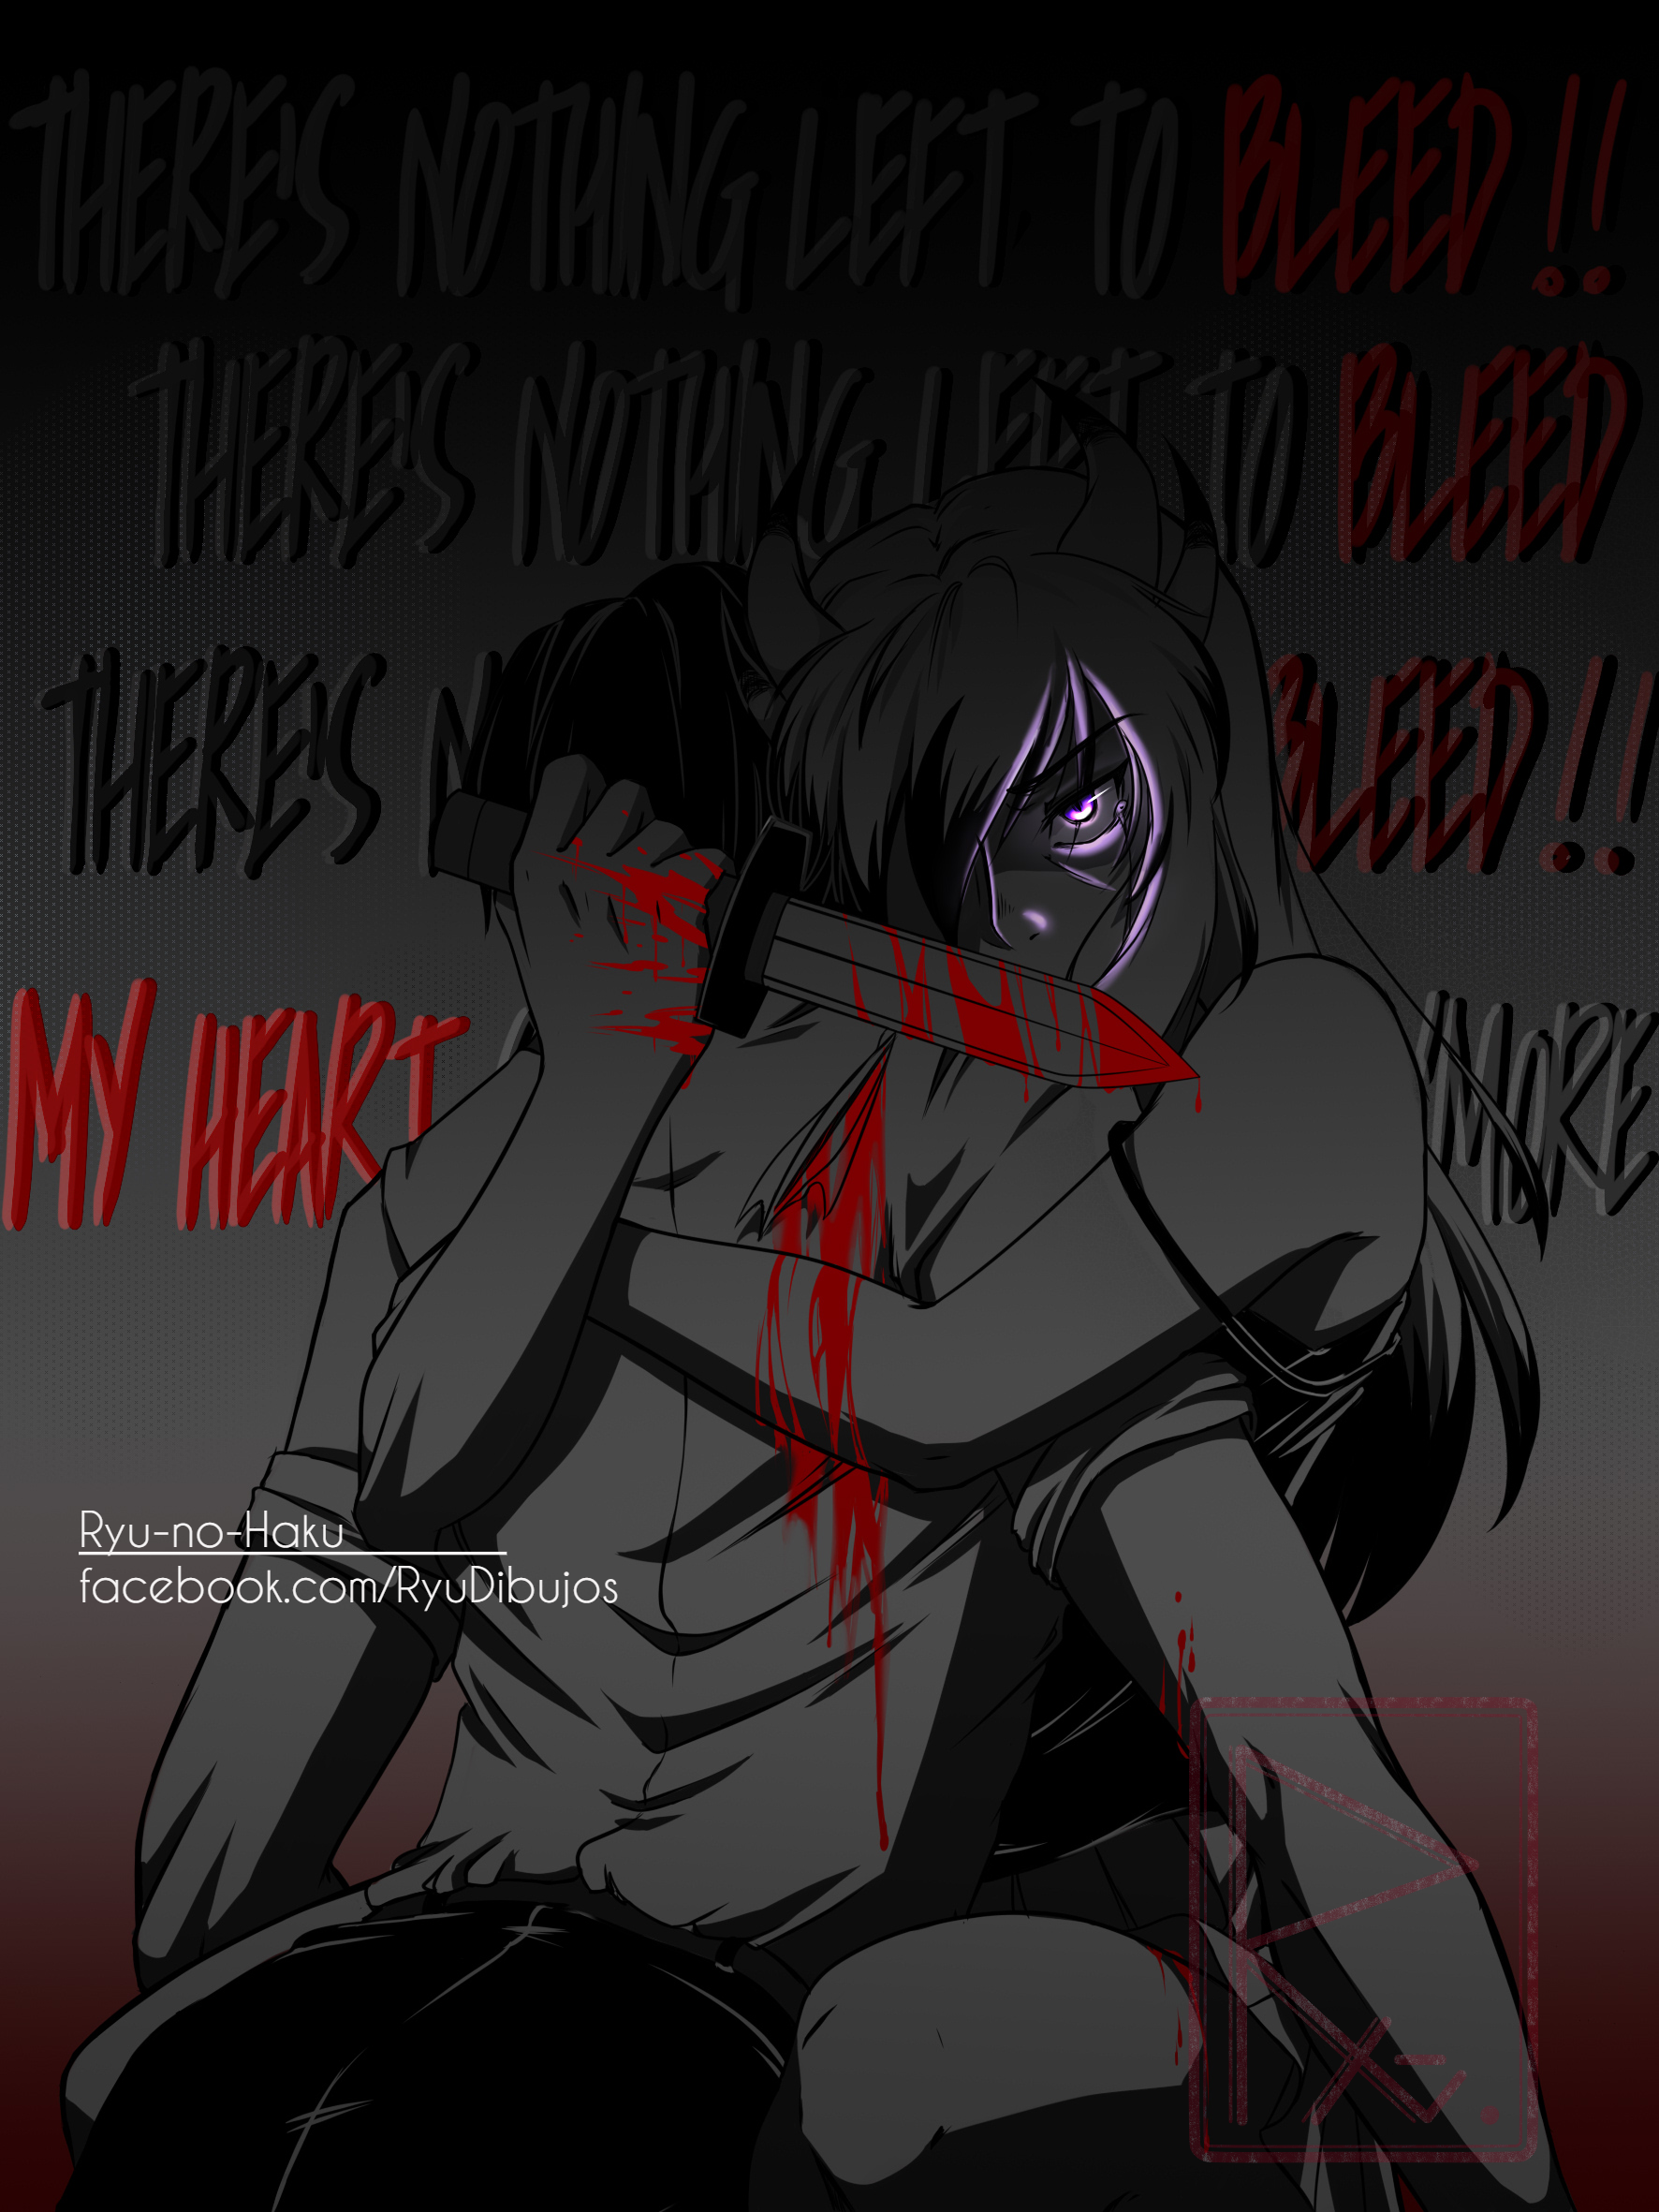 THERE'S NOTHING LEFT TO BLEED!!
THERE'S NOTHING LEFT TO BLEED
THERE'S N BLEED!!
MY HEART MORE
Ryu-no-Haku
facebook.com/RyuDibujos